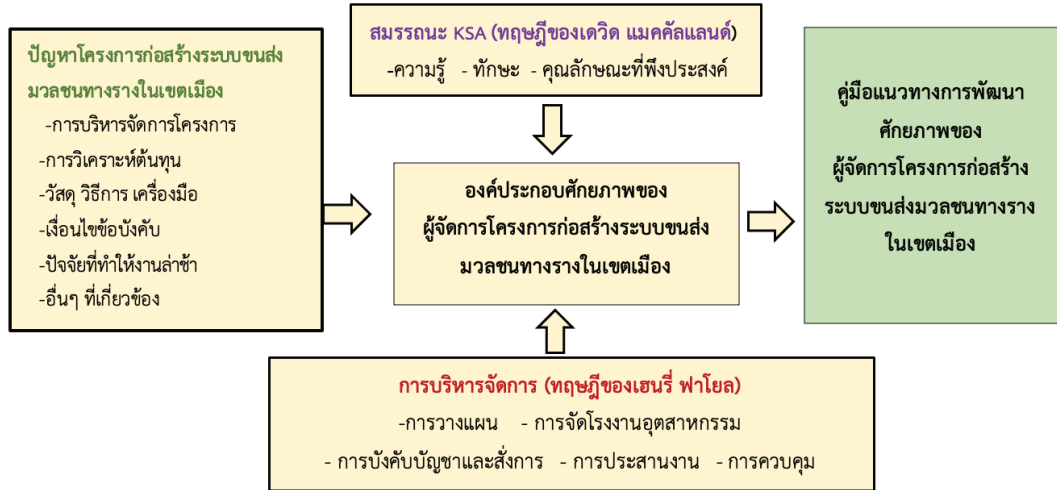 สมรรถนะ KSA (ทฤษฎีของเดวิด แมคคัลแลนด์)
-ความรู้ - ทักษะ - คุณลักษณะที่พึงประสงค์
ปัญหาโครงการก่อสร้างระบบขนส่ง
มวลชนทางรางในเขตเมือง
-การบริหารจัดการโครงการ
-การวิเคราะห์ต้นทุน
-วัสดุ วิธีการ เครื่องมือ
-เงื่อนไขข้อบังคับ
-ปัจจัยที่ทำให้งานล่าช้า
-อื่นๆ ที่เกี่ยวข้อง
องค์ประกอบศักยภาพของ
ผู้จัดการโครงการก่อสร้างระบบขนส่ง
มวลชนทางรางในเขตเมือง
คู่มือแนวทางการพัฒนา
ศักยภาพของ
ผู้จัดการโครงการก่อสร้าง
ระบบขนส่งมวลชนทางราง
ในเขตเมือง
การบริหารจัดการ (ทฤษฎีของเฮนรี่ ฟาโยล)
-การวางแผน - การจัดโรงงานอุตสาหกรรม
- การบังคับบัญชาและสั่งการ - การประสานงาน - การควบคุม